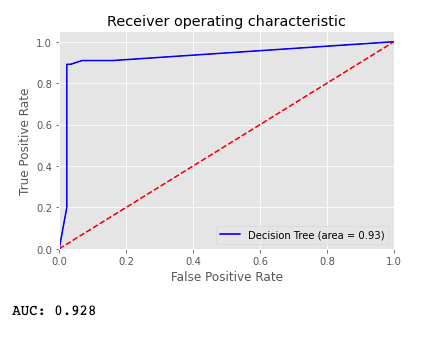 Receiver operating characteristic
1.0
0.8
0.6
0.4
0.2
0.0
True Positive Rate
Decision Tree (area = 0.93)
0.0 0.2 0.4 0.6 0.8 1.0
False Positive Rate
AUC: 0.928